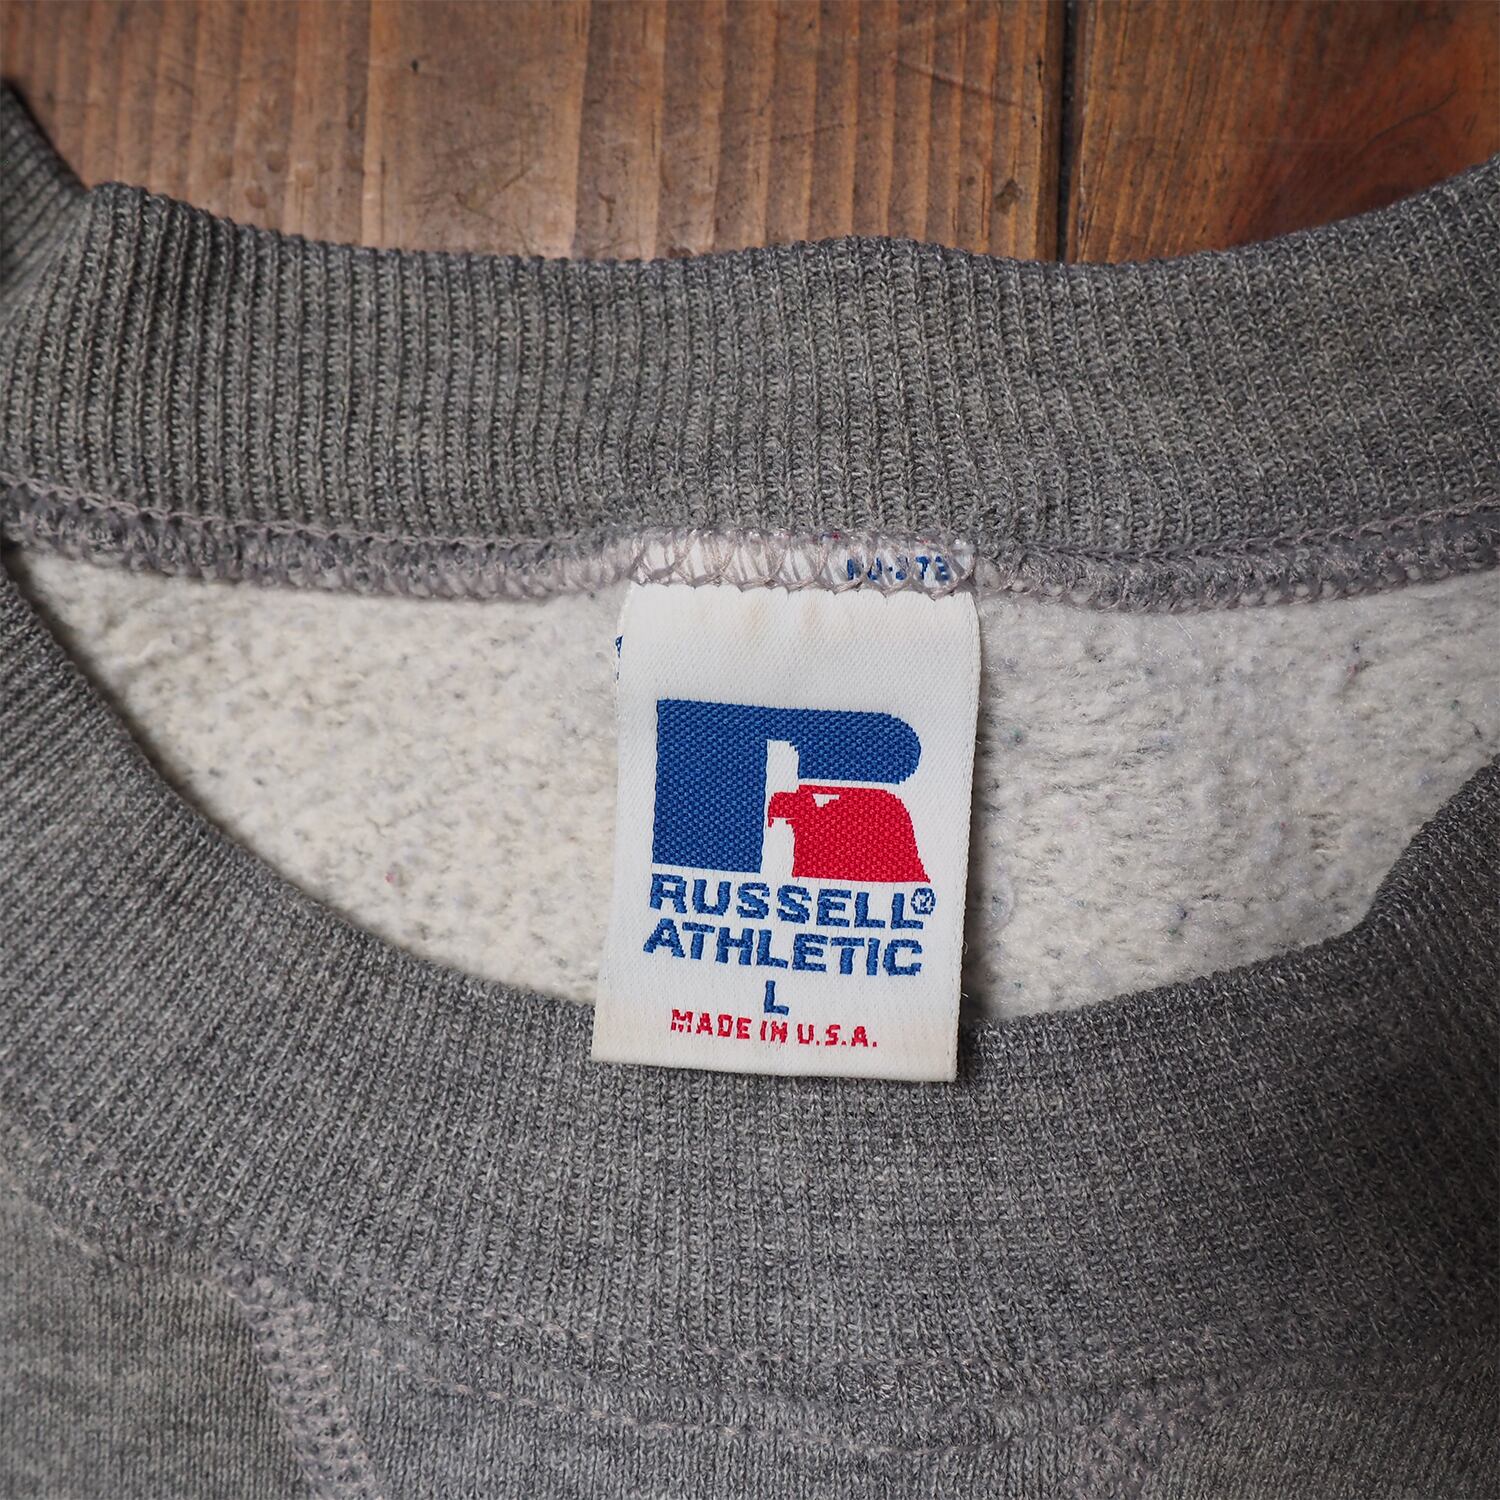 RUSSELL®
ATHLETIC
L
MADE IN U.S.A.